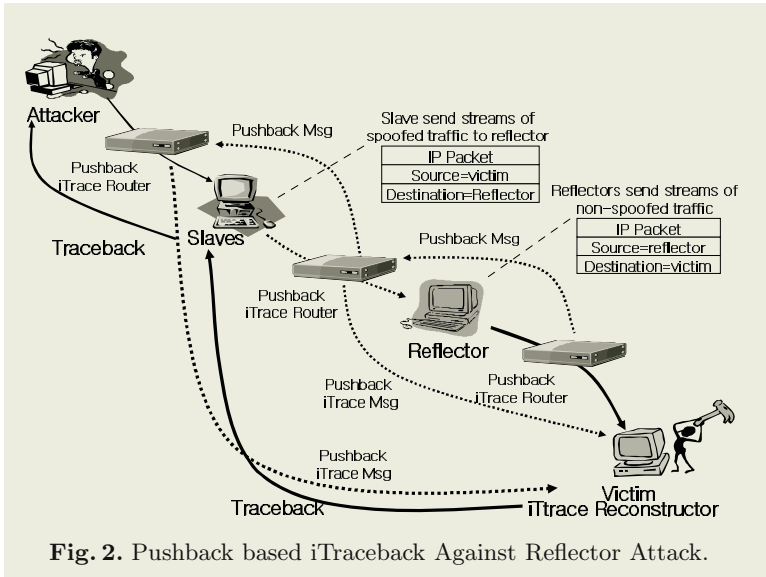 Attacker
Pushback
iTrace Router
Pushback Msg
Slave send streams of
spoofed traffic to reflector
IP Packet
Source=victim
Destination=Reflector
Reflectors send streams of
non-spoofed traffic
IP Packet
Source=reflector
Destination=victim
Slaves
Traceback
Pushback Msg
Pushback
iTrace Router
Reflector
Pushback
iTrace Msg
Pushback
iTrace Router
Pushback
iTrace Msg
Traceback
Victim
iTtrace Reconstructor
Fig. 2. Pushback based iTraceback Against Reflector Attack.